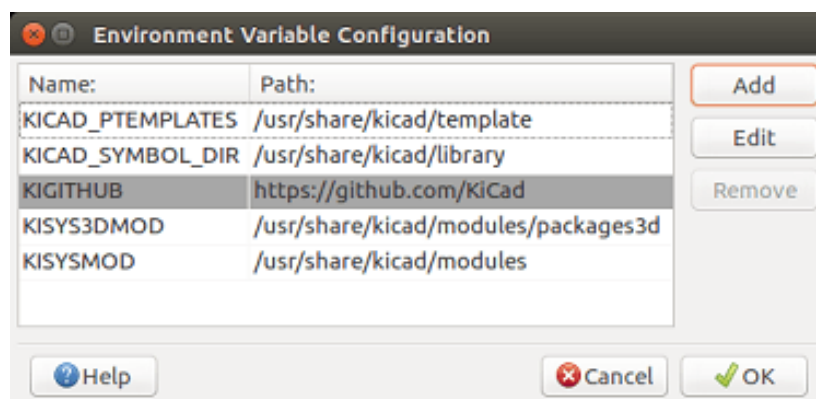 Environment Variable Configuration
Name: Path: Add
KICAD_PTEMPLATES /usr/share/kicad/template
Edit
KICAD_SYMBOL_DIR /usr/share/kicad/library
KIGITHUB https://github.com/KiCad Remove
KISYS3DMOD /usr/share/kicad/modules/packages3d
KISYSMOD /usr/share/kicad/modules
Help Cancel OK